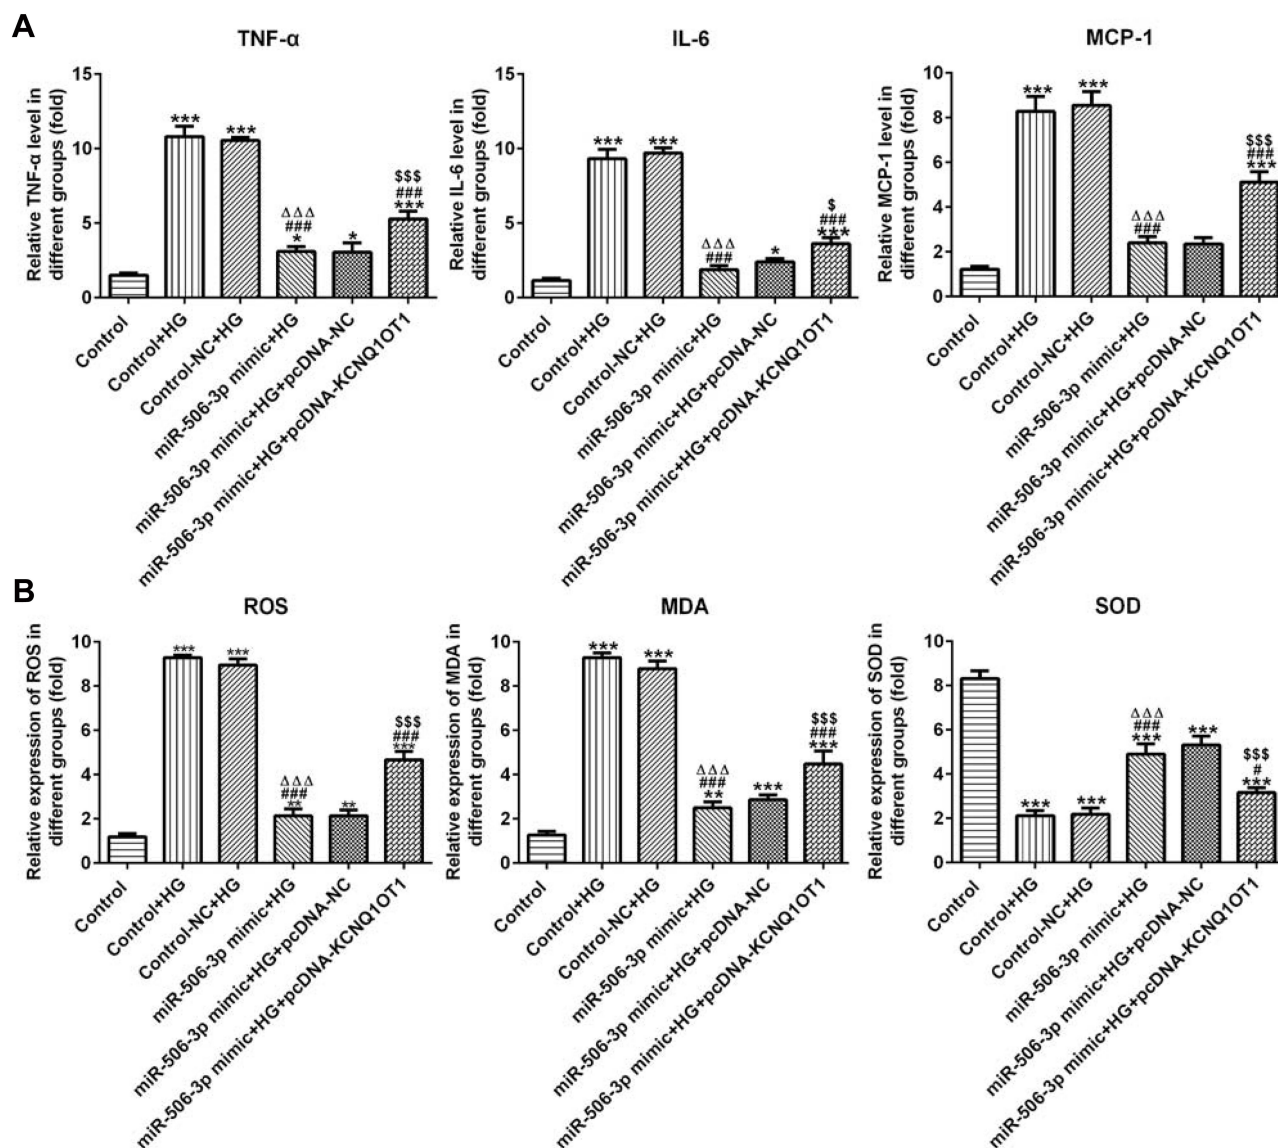 A
TNF-α
Relative TNF-α level in
different groups (fold)
15
10
5
0
***
***
ΔΔΔ
###
*
*
$$$
###
***
Control
Control+HG
Control-NC+HG
miR-506-3p mimic+HG
miR-506-3p mimic+HG+pcDNA-NC
miR-506-3p mimic+HG+pcDNA-KCNQ1OT1
IL-6
Relative IL-6 level in
different groups (fold)
15
10
5
0
***
***
ΔΔΔ
###
*
$
###
***
Control
Control+HG
Control-NC+HG
miR-506-3p mimic+HG
miR-506-3p mimic+HG+pcDNA-NC
miR-506-3p mimic+HG+pcDNA-KCNQ1OT1
MCP-1
Relative MCP-1 level in
different groups (fold)
10
8
6
4
2
0
***
***
ΔΔΔ
###
$$$
###
***
Control
Control+HG
Control-NC+HG
miR-506-3p mimic+HG
miR-506-3p mimic+HG+pcDNA-NC
miR-506-3p mimic+HG+pcDNA-KCNQ1OT1
B
ROS
Relative expression of ROS in
different groups (fold)
10
8
6
4
2
0
***
***
ΔΔΔ
###
**
**
$$$
###
***
Control
Control+HG
Control-NC+HG
miR-506-3p mimic+HG
miR-506-3p mimic+HG+pcDNA-NC
miR-506-3p mimic+HG+pcDNA-KCNQ1OT1
MDA
Relative expression of MDA in
different groups (fold)
10
8
6
4
2
0
***
***
ΔΔΔ
###
**
***
$$$
###
***
Control
Control+HG
Control-NC+HG
miR-506-3p mimic+HG
miR-506-3p mimic+HG+pcDNA-NC
miR-506-3p mimic+HG+pcDNA-KCNQ1OT1
SOD
Relative expression of SOD in
different groups (fold)
10
8
6
4
2
0
***
***
ΔΔΔ
###
***
***
$$$
#
***
Control
Control+HG
Control-NC+HG
miR-506-3p mimic+HG
miR-506-3p mimic+HG+pcDNA-NC
miR-506-3p mimic+HG+pcDNA-KCNQ1OT1